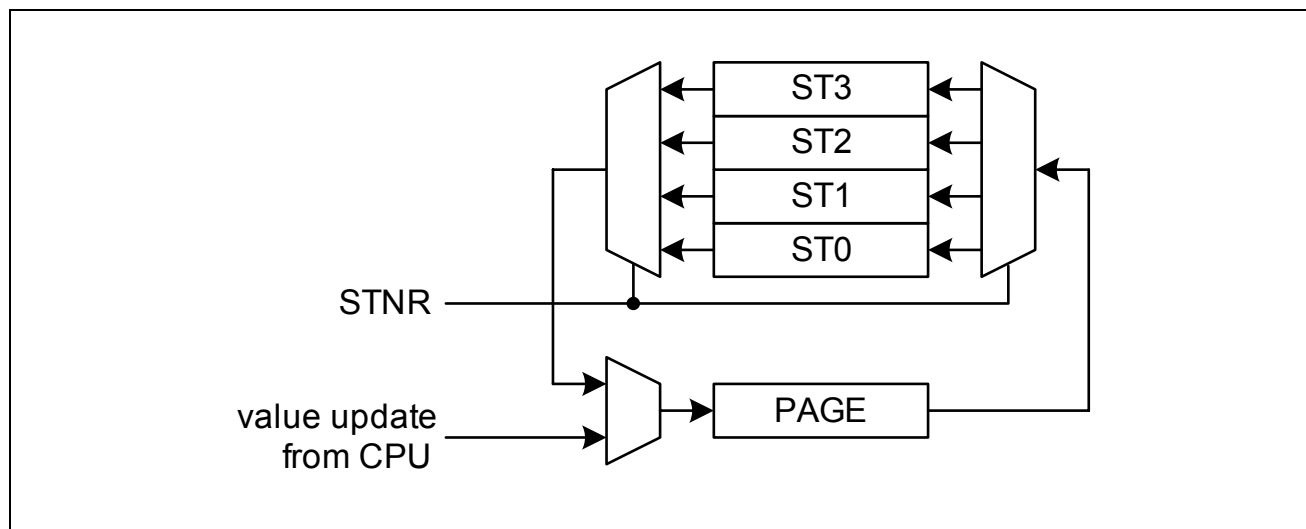 ST3
ST2
ST1
ST0
STNR
value update
from CPU
PAGE